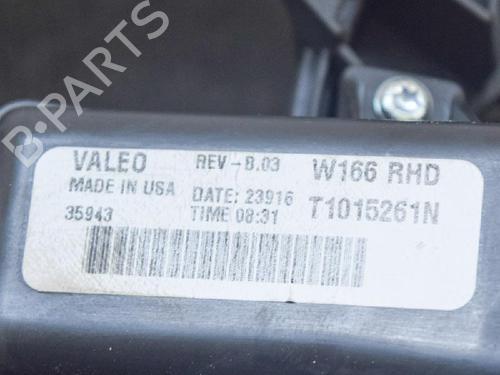 B-PARTS
VALEO REV-B.03 W166 RHD
MADE IN USA DATE: 23916 T1015261N
35943 TIME 08:31